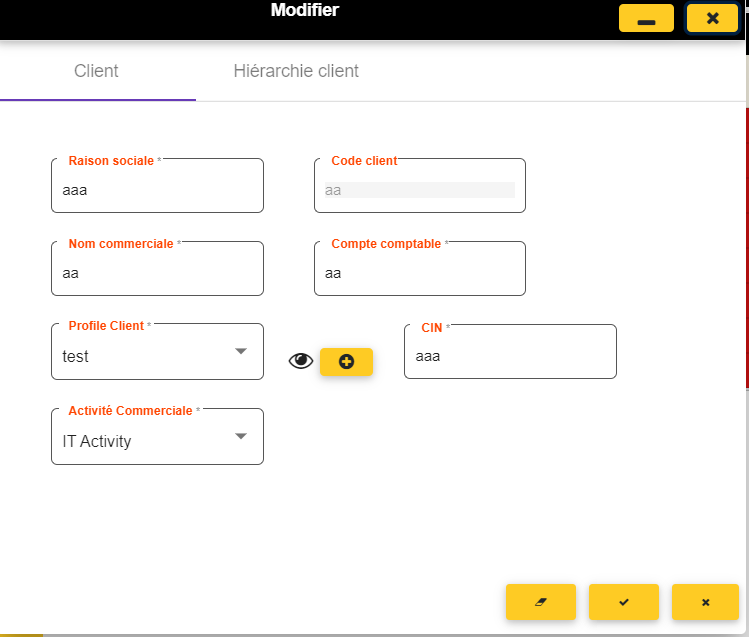 Modifier
Client
Hiérarchie client
Raison sociale *
aaa
Code client
aa
Nom commerciale *
aa
Compte comptable *
aa
Profile Client *
test
CIN *
aaa
Activité Commerciale *
IT Activity